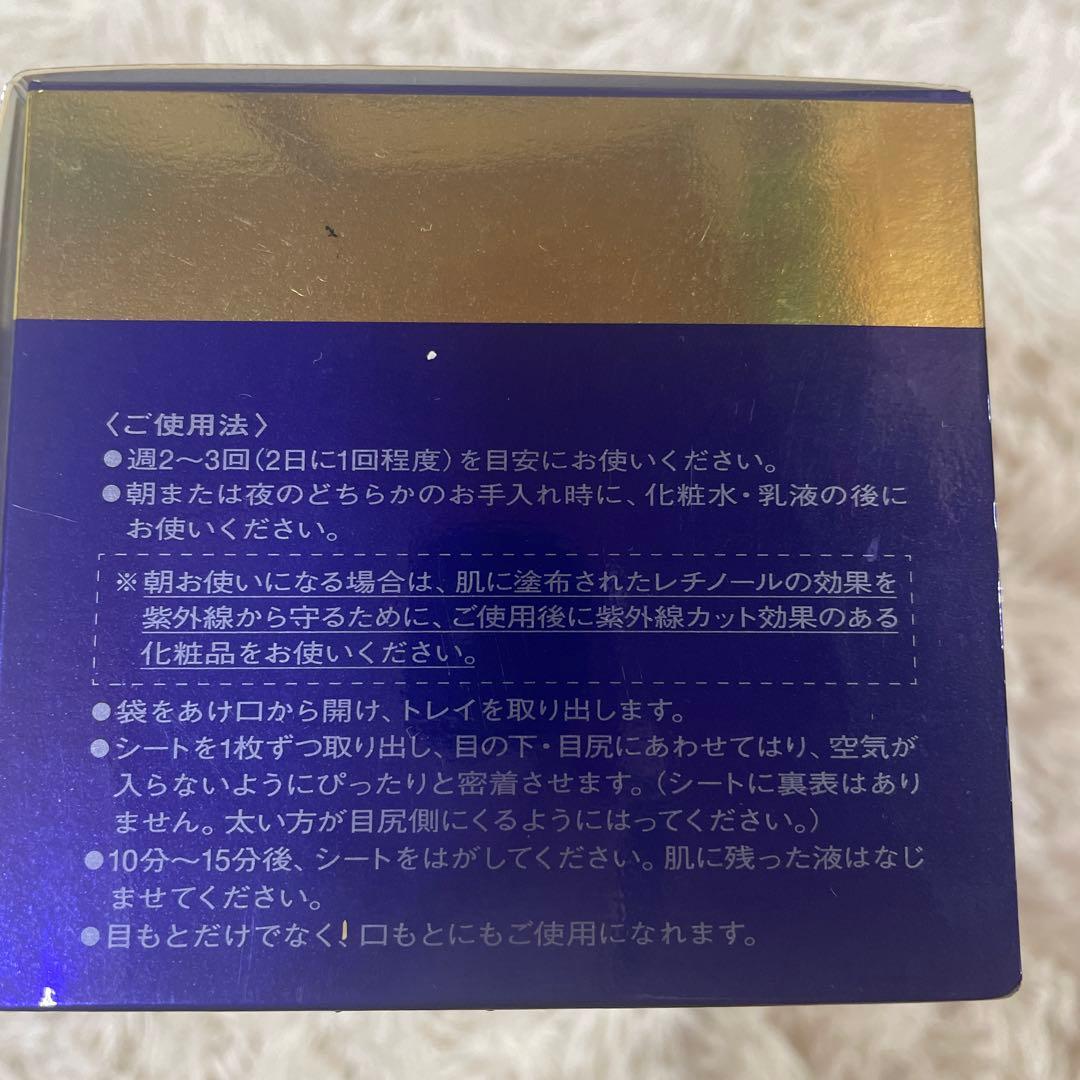 〈ご使用法〉
●週2～3回(2日に1回程度)を目安にお使いください。
●朝または夜のどちらかのお手入れ時に、化粧水・乳液の後に
お使いください。
※朝お使いになる場合は、肌に塗布されたレチノールの効果を
紫外線から守るために、ご使用後に紫外線カット効果のある
化粧品をお使いください。
●袋をあけ口から開け、トレイを取り出します。
●シートを1枚ずつ取り出し、目の下・目尻にあわせてはり、空気が
入らないようにぴったりと密着させます。(シートに裏表はあり
ません。太い方が目尻側にくるようにはってください。)
●10分～15分後、シートをはがしてください。肌に残った液はなじ
ませてください。
●目もとだけでなく、口もとにもご使用になれます。